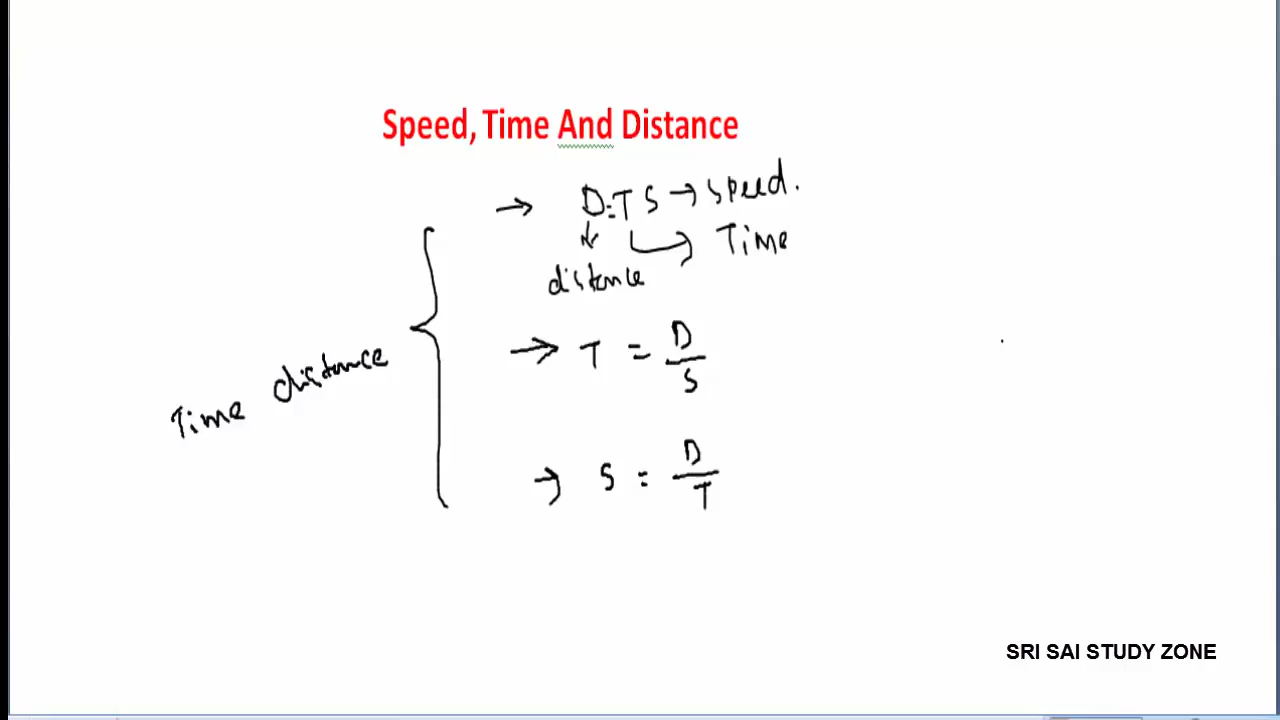 Speed, Time And Distance
→ D=TS → speed.
→ Time
distance
→ T = D/S
Time distance
→ S = D/T
SRI SAI STUDY ZONE